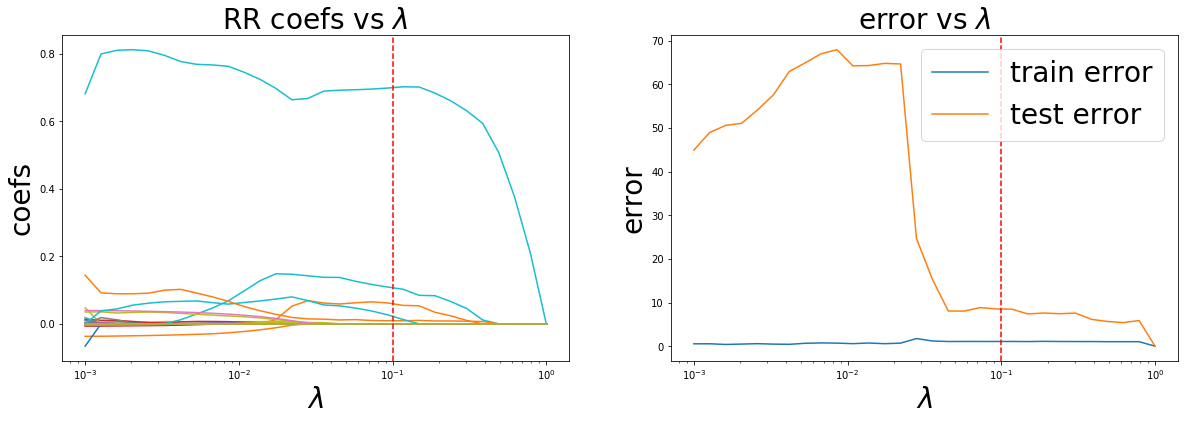 RR coefs vs λ
coefs
0.8
0.6
0.4
0.2
0.0
10⁻³ 10⁻² 10⁻¹ 10⁰
λ
error vs λ
error
70
60
50
40
30
20
10
0
train error
test error
10⁻³ 10⁻² 10⁻¹ 10⁰
λ